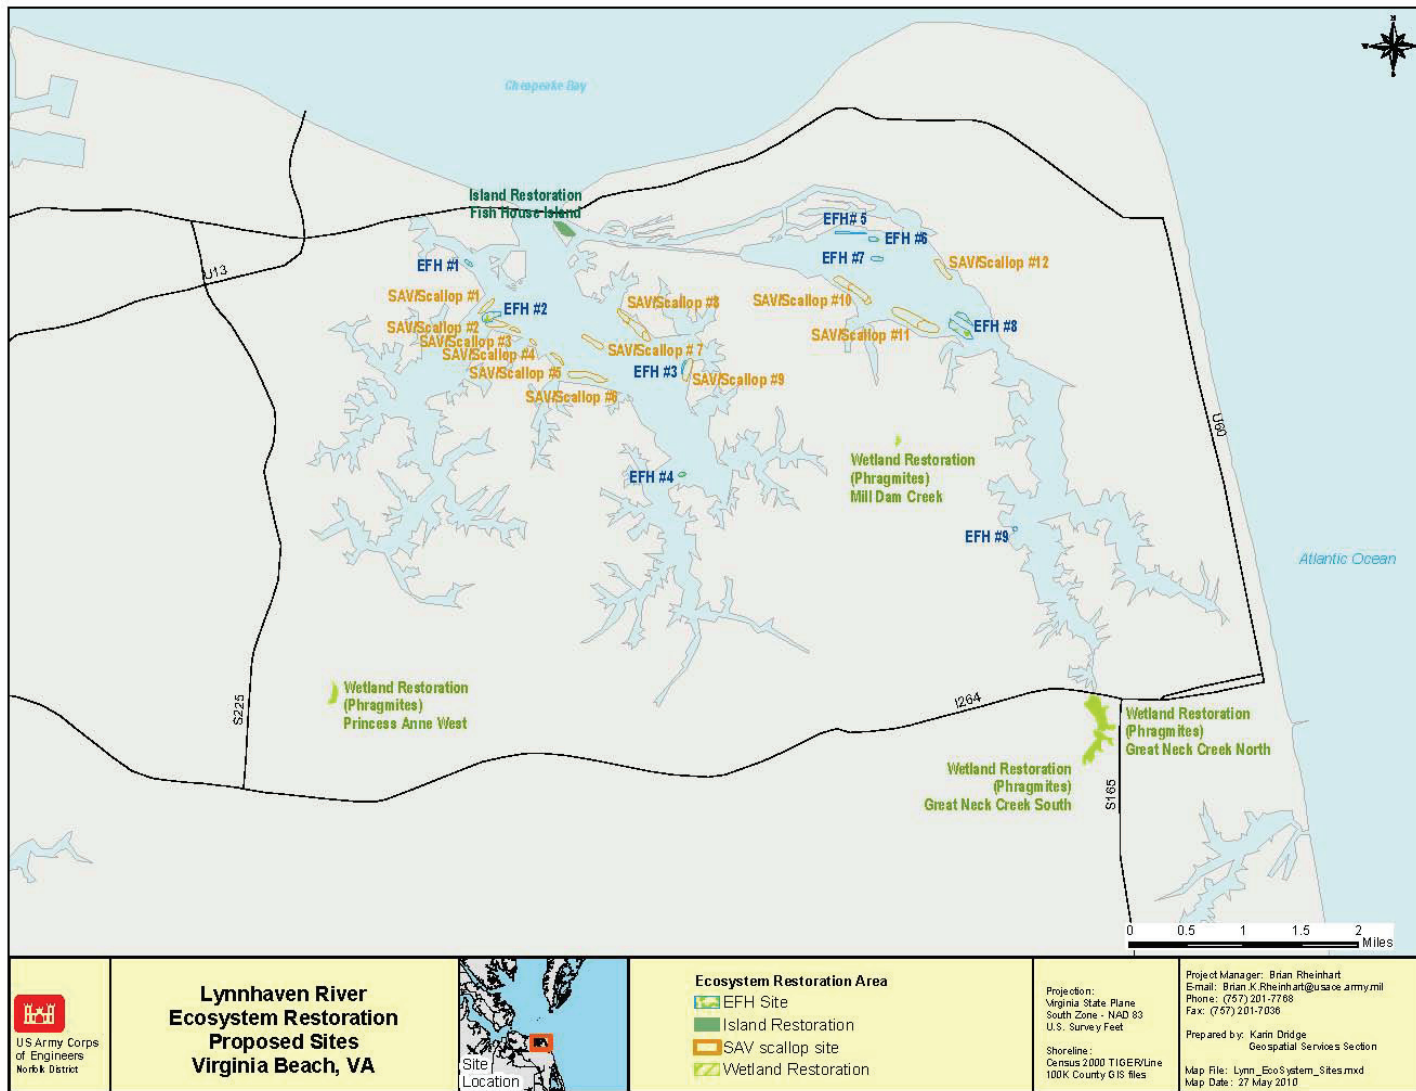 N
Chesapeake Bay
Island Restoration
Fish House Island
EFH# 5
EFH #6
EFH #7
EFH #1
SAV/Scallop #12
U13
SAV/Scallop #1
EFH #2
SAV/Scallop #8
SAV/Scallop #10
SAV/Scallop #2
SAV/Scallop #3
SAV/Scallop #11
EFH #8
SAV/Scallop #4
SAV/Scallop # 7
SAV/Scallop #5
EFH #3
SAV/Scallop #9
SAV/Scallop #6
U60
Wetland Restoration
(Phragmites)
Mill Dam Creek
EFH #4
EFH #9
Atlantic Ocean
Wetland Restoration
(Phragmites)
Princess Anne West
S225
I264
Wetland Restoration
(Phragmites)
Great Neck Creek North
Wetland Restoration
(Phragmites)
Great Neck Creek South
S165
0 0.5 1 1.5 2
Miles
US Army Corps
of Engineers
Norfolk District
Lynnhaven River
Ecosystem Restoration
Proposed Sites
Virginia Beach, VA
Site
Location
Ecosystem Restoration Area
EFH Site
Island Restoration
SAV scallop site
Wetland Restoration
Projection:
Virginia State Plane
South Zone - NAD 83
U.S. Survey Feet
Shoreline:
Census 2000 TIGER/Line
100K County GIS files
Project Manager: Brian Rheinhart
E-mail: Brian.K.Rheinhart@usace.army.mil
Phone: (757) 201-7768
Fax: (757) 201-7036
Prepared by: Karin Dridge
Geospatial Services Section
Map File: Lynn_EcoSystem_Sites.mxd
Map Date: 27 May 2010